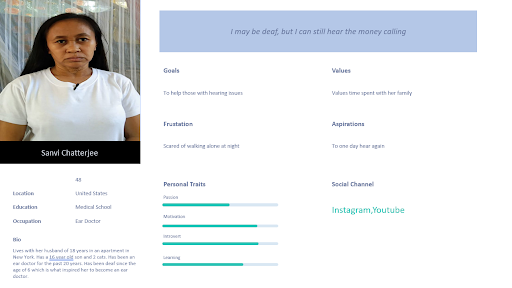 I may be deaf, but I can still hear the money calling
Sanvi Chatterjee
48
Location United States
Education Medical School
Occupation Ear Doctor
Bio
Lives with her husband of 18 years in an apartment in
New York. Has a 16 year old son and 2 cats. Has been an
ear doctor for the past 20 years. Has been deaf since the
age of 6 which is what inspired her to become an ear
doctor.
Goals
To help those with hearing issues
Values
Values time spent with her family
Frustation
Scared of walking alone at night
Aspirations
To one day hear again
Personal Traits
Passion
Motivation
Introvert
Learning
Social Channel
Instagram,Youtube